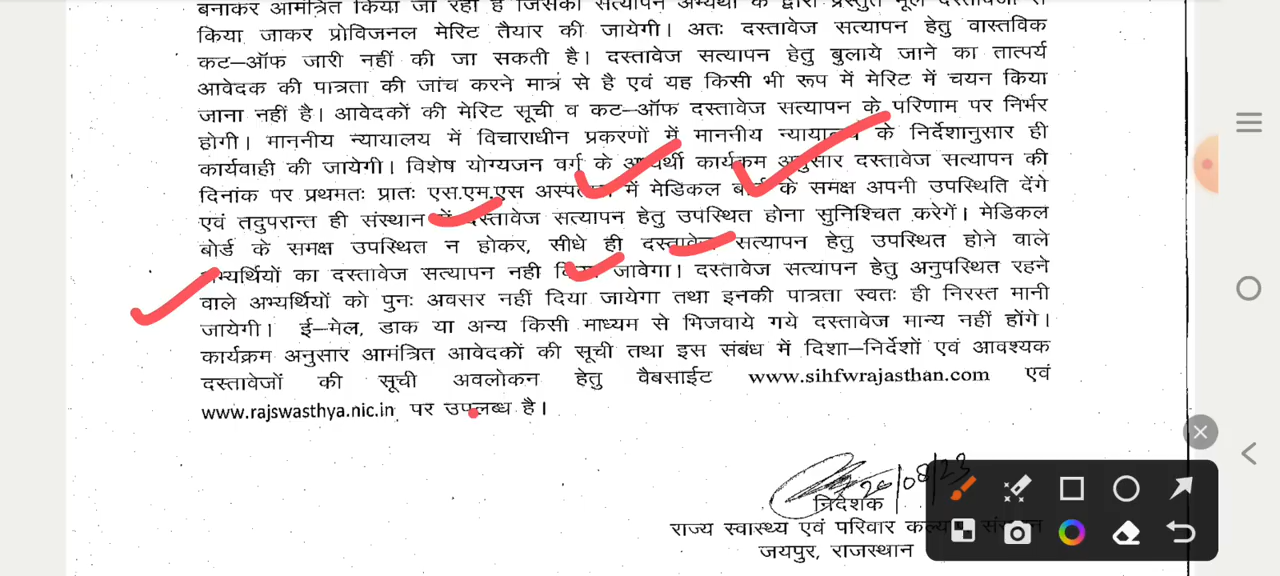 बनाकर आमंत्रित किया जा रहा है जिसका सत्यापन अभ्यर्थी के द्वारा प्रस्तुत मूल दस्तावेजों से
किया जाकर प्रोविजनल मेरिट तैयार की जायेगी। अतः दस्तावेज सत्यापन हेतु वास्तविक
कट–ऑफ जारी नहीं की जा सकती है। दस्तावेज सत्यापन हेतु बुलाये जाने का तात्पर्य
आवेदक की पात्रता की जांच करने मात्र से है एवं यह किसी भी रूप में मेरिट में चयन किया
जाना नहीं है। आवेदकों की मेरिट सूची व कट–ऑफ दस्तावेज सत्यापन के परिणाम पर निर्भर
होगी। माननीय न्यायालय में विचाराधीन प्रकरणों में माननीय न्यायालय के निर्देशानुसार ही
कार्यवाही की जायेगी। विशेष योग्यजन वर्ग के अभ्यर्थी कार्यक्रम अनुसार दस्तावेज सत्यापन की
दिनांक पर प्रथमतः प्रातः एस.एम.एस अस्पताल में मेडिकल बोर्ड के समक्ष अपनी उपस्थिति देंगे
एवं तदुपरान्त ही संस्थान में दस्तावेज सत्यापन हेतु उपस्थित होना सुनिश्चित करेगें। मेडिकल
बोर्ड के समक्ष उपस्थित न होकर, सीधे ही दस्तावेज सत्यापन हेतु उपस्थित होने वाले
अभ्यर्थियों का दस्तावेज सत्यापन नही किया जावेगा। दस्तावेज सत्यापन हेतु अनुपस्थित रहने
वाले अभ्यर्थियों को पुनः अवसर नहीं दिया जायेगा तथा इनकी पात्रता स्वतः ही निरस्त मानी
जायेगी। ई–मेल, डाक या अन्य किसी माध्यम से भिजवाये गये दस्तावेज मान्य नहीं होंगे।
कार्यक्रम अनुसार आमंत्रित आवेदकों की सूची तथा इस संबंध में दिशा–निर्देशों एवं आवश्यक
दस्तावेजों की सूची अवलोकन हेतु वैबसाईट www.sihfwrajasthan.com एवं
www.rajswasthya.nic.in पर उपलब्ध है।
26/08/23
निदेशक
राज्य स्वास्थ्य एवं परिवार कल्याण संस्थान
जयपुर, राजस्थान